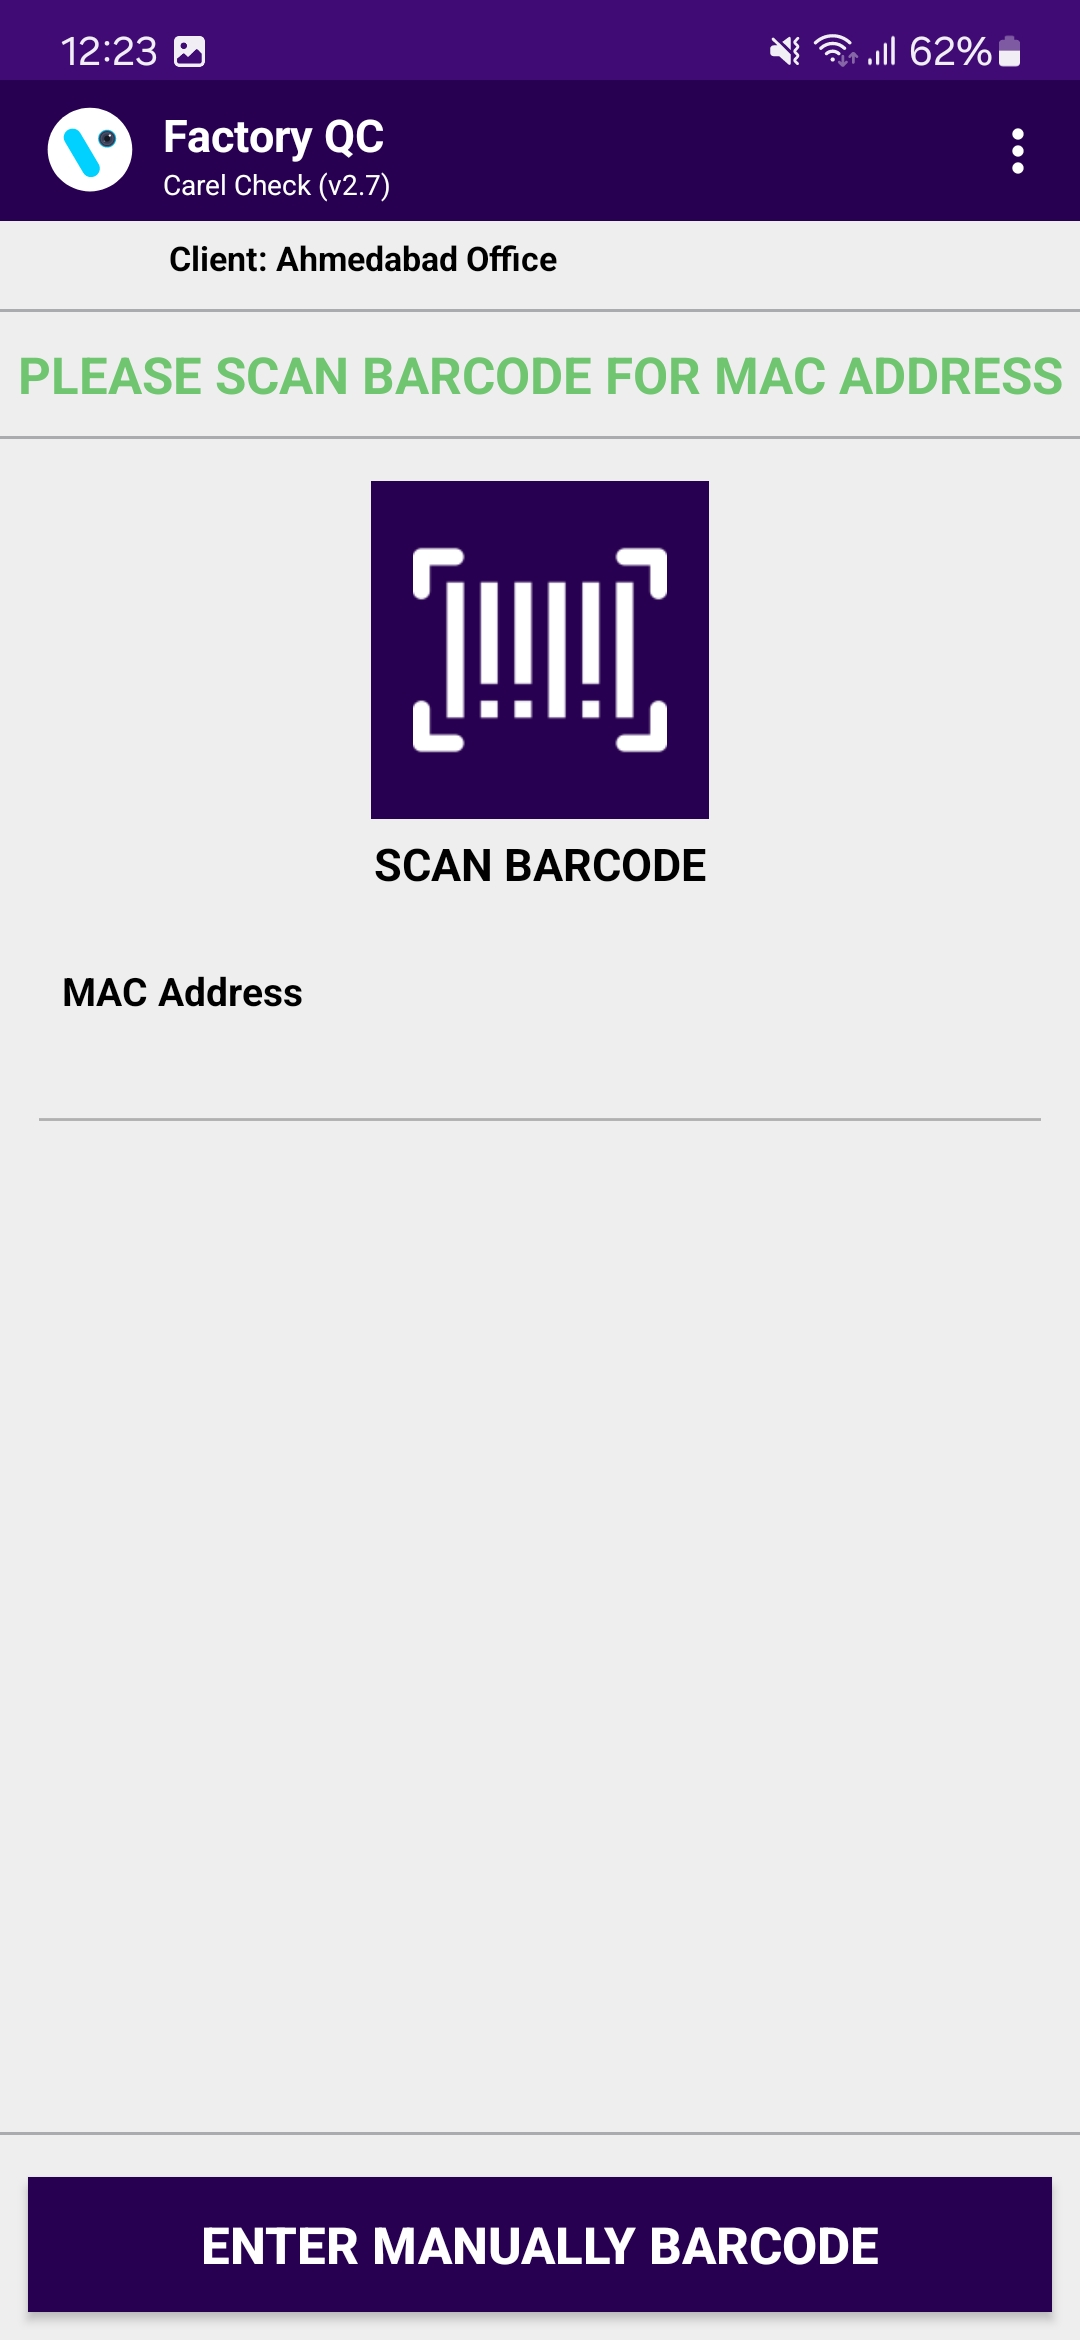 12:23
62%
Factory QC
Carel Check (v2.7)
Client: Ahmedabad Office
PLEASE SCAN BARCODE FOR MAC ADDRESS
SCAN BARCODE
MAC Address
ENTER MANUALLY BARCODE